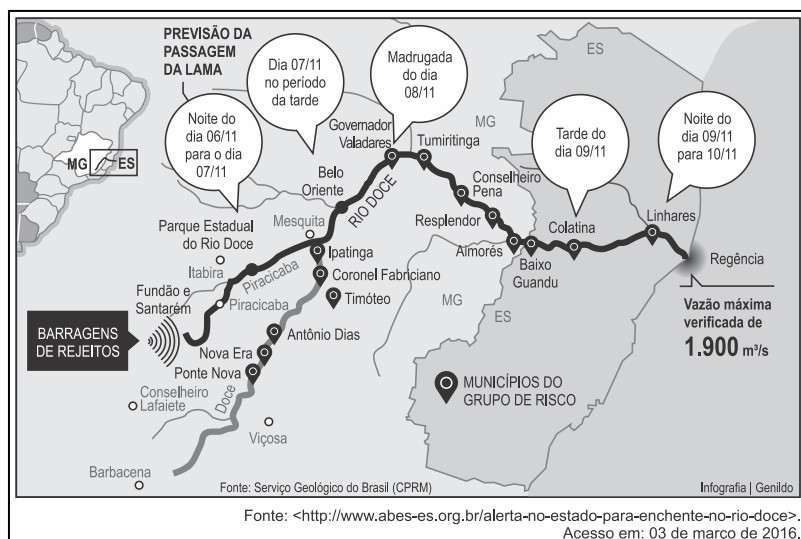 PREVISÃO DA
PASSAGEM
DA LAMA
MG
ES
Noite do
dia 06/11
para o dia
07/11
Dia 07/11
no período
da tarde
Madrugada
do dia
08/11
Tarde do
dia 09/11
Noite do
dia 09/11
para 10/11
ES
MG
Governador
Valadares
Tumiritinga
Belo
Oriente
RIO DOCE
Conselheiro
Pena
Resplendor
Aimorés
Baixo
Guandu
Colatina
Linhares
Regência
Parque Estadual
do Rio Doce
Mesquita
Itabira
Piracicaba
Ipatinga
Coronel Fabriciano
Timóteo
Fundão e
Santarém
Piracicaba
BARRAGENS
DE REJEITOS
Antônio Dias
Nova Era
Ponte Nova
Conselheiro
Lafaiete
Doce
Viçosa
Barbacena
MG
ES
MUNICÍPIOS DO
GRUPO DE RISCO
Vazão máxima
verificada de
1.900 m³/s
Fonte: Serviço Geológico do Brasil (CPRM)
Infografia | Genildo
Fonte: <http://www.abes-es.org.br/alerta-no-estado-para-enchente-no-rio-doce>.
Acesso em: 03 de março de 2016.